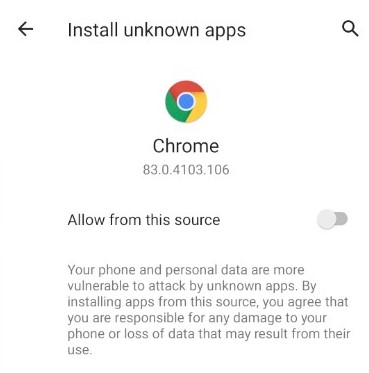 Install unknown apps
Chrome
83.0.4103.106
Allow from this source
Your phone and personal data are more
vulnerable to attack by unknown apps. By
installing apps from this source, you agree that
you are responsible for any damage to your
phone or loss of data that may result from their
use.